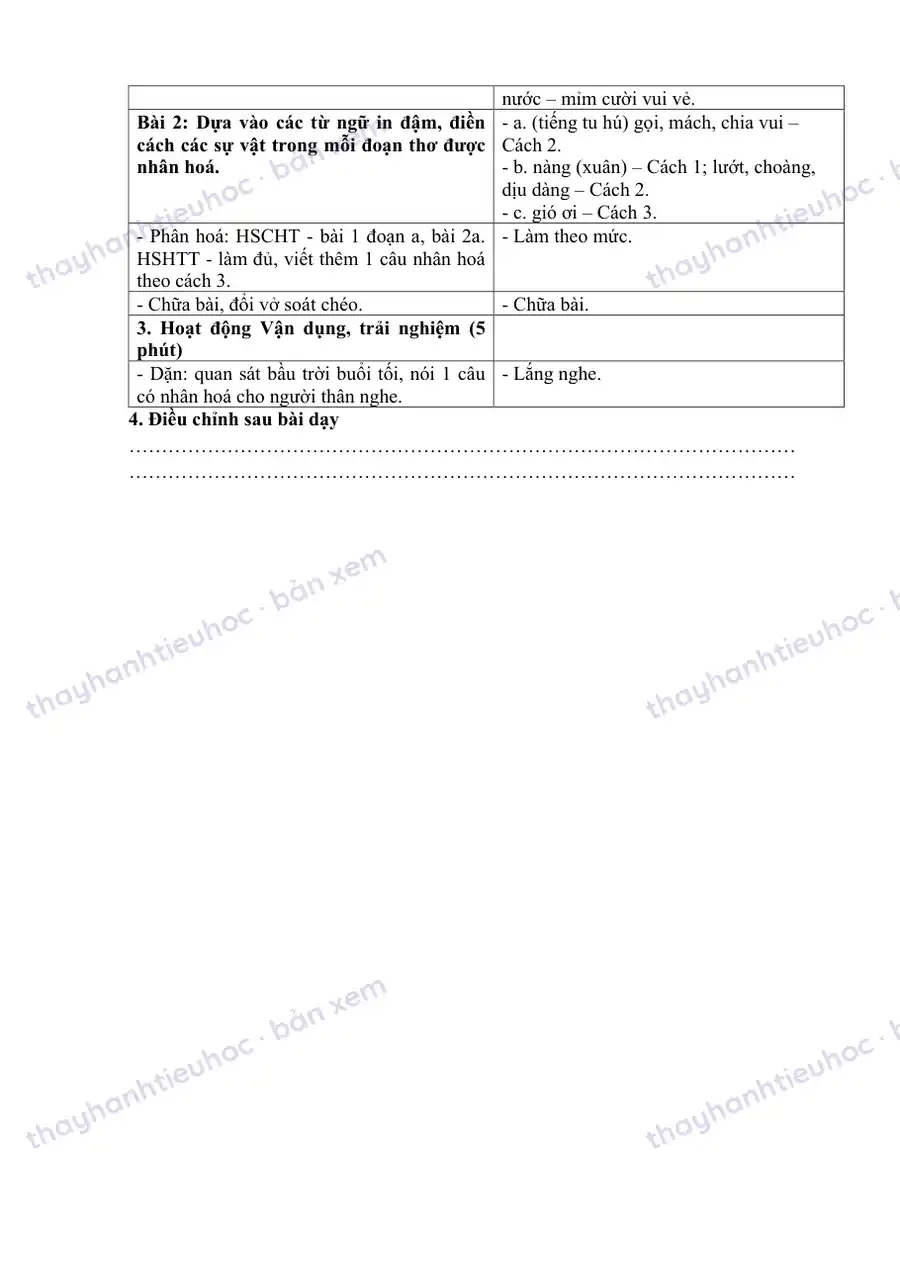 nước – mỉm cười vui vẻ.
Bài 2: Dựa vào các từ ngữ in đậm, điền
cách các sự vật trong mỗi đoạn thơ được
nhân hoá.
- a. (tiếng tu hú) gọi, mách, chia vui –
Cách 2.
- b. nàng (xuân) – Cách 1; lướt, choàng,
dịu dàng – Cách 2.
- c. gió ơi – Cách 3.
- Phân hoá: HSCHT - bài 1 đoạn a, bài 2a.
HSHTT - làm đủ, viết thêm 1 câu nhân hoá
theo cách 3.
- Làm theo mức.
- Chữa bài, đổi vở soát chéo.
- Chữa bài.
3. Hoạt động Vận dụng, trải nghiệm (5
phút)
- Dặn: quan sát bầu trời buổi tối, nói 1 câu
có nhân hoá cho người thân nghe.
- Lắng nghe.
4. Điều chỉnh sau bài dạy
thayhanhtieuhoc · bản xem
thayhanhtieuhoc · b
thayhanhtieuhoc · bản xem
thayhanhtieuhoc · b
thayhanhtieuhoc · bản xem
thayhanhtieuhoc · b